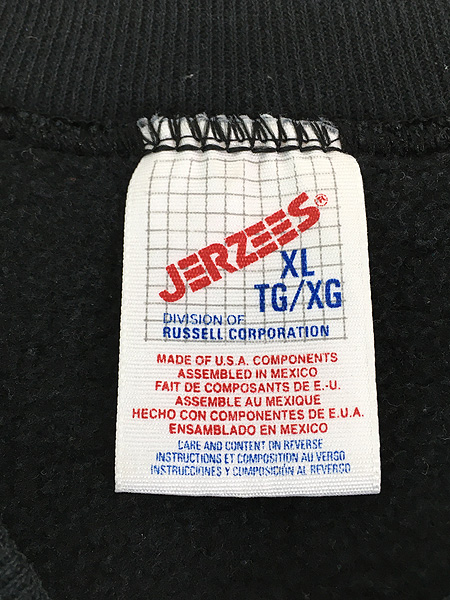 JERZEES®
XL
TG/XG
DIVISION OF
RUSSELL CORPORATION
MADE OF U.S.A. COMPONENTS
ASSEMBLED IN MEXICO
FAIT DE COMPOSANTS DE E.-U.
ASSEMBLE AU MEXIQUE
HECHO CON COMPONENTES DE E.U.A.
ENSAMBLADO EN MEXICO
CARE AND CONTENT ON REVERSE
INSTRUCTIONS ET COMPOSITION AU VERSO
INSTRUCCIONES Y COMPOSICIÓN AL REVERSO